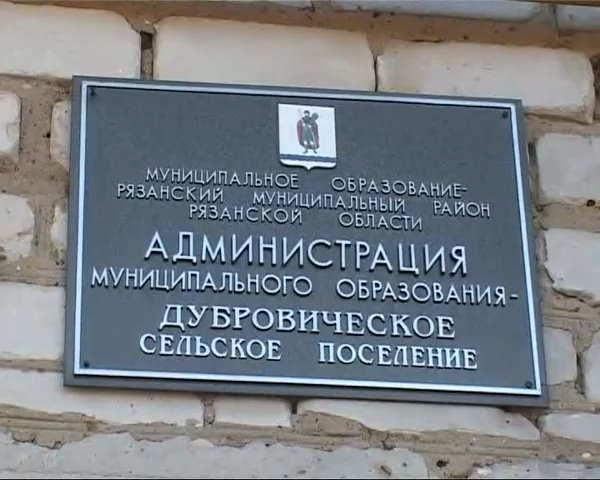 МУНИЦИПАЛЬНОЕ ОБРАЗОВАНИЕ-
РЯЗАНСКИЙ МУНИЦИПАЛЬНЫЙ РАЙОН
РЯЗАНСКОЙ ОБЛАСТИ
АДМИНИСТРАЦИЯ
МУНИЦИПАЛЬНОГО ОБРАЗОВАНИЯ-
ДУБРОВИЧЕСКОЕ
СЕЛЬСКОЕ ПОСЕЛЕНИЕ